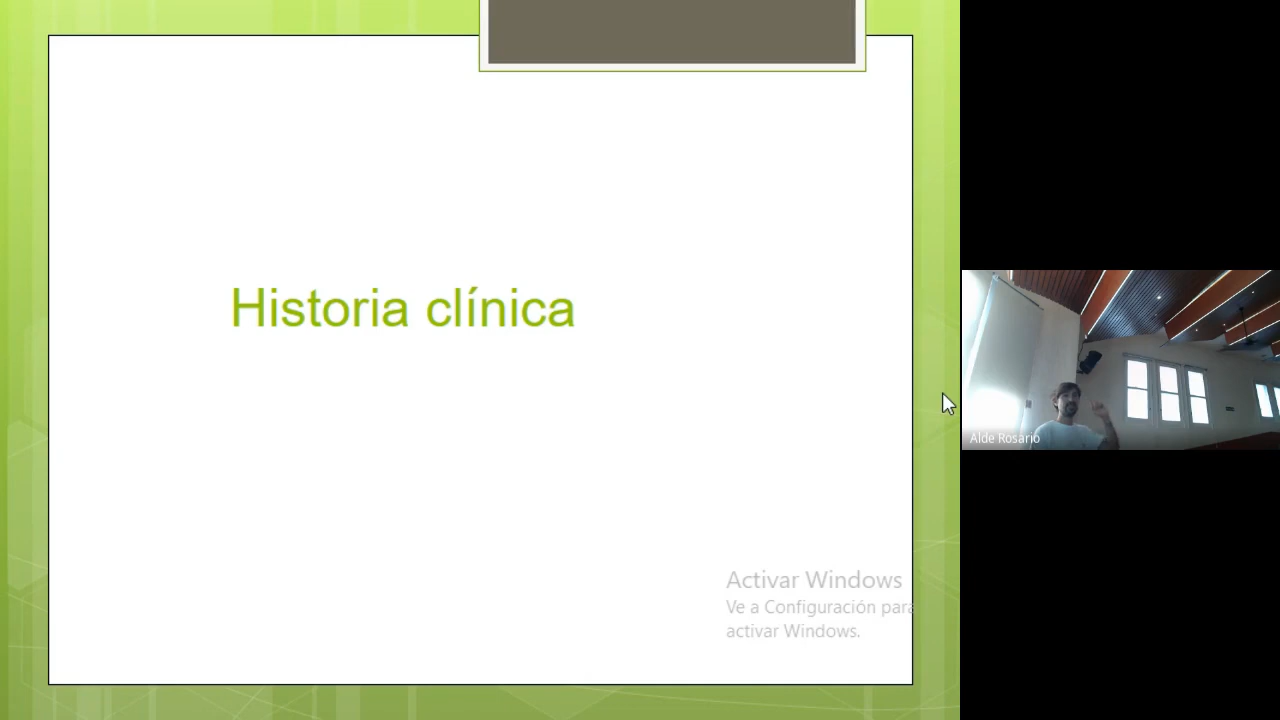 Historia clínica
Activar Windows
Ve a Configuración para
activar Windows.
Alde Rosario